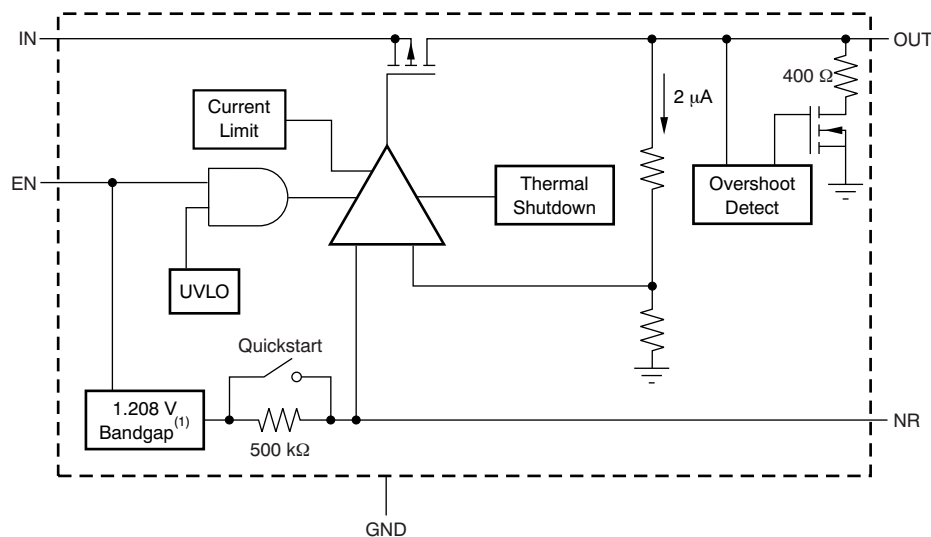 IN
OUT
400 Ω
2 μA
Current
Limit
EN
Thermal
Shutdown
Overshoot
Detect
UVLO
Quickstart
1.208 V
Bandgap(1)
500 kΩ
NR
GND